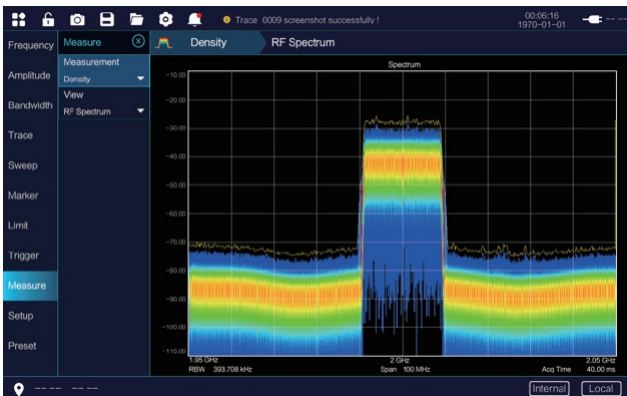 Trace 0009 screenshot successfully !
00:06:16
1970-01-01
-- --
Frequency
Amplitude
Bandwidth
Trace
Sweep
Marker
Limit
Trigger
Measure
Setup
Preset
Measure
Measurement
Density
View
RF Spectrum
Density
RF Spectrum
Spectrum
-10.00
-20.00
-30.00
-40.00
-50.00
-60.00
-70.00
-80.00
-90.00
-100.00
-110.00
1.95 GHz
2 GHz
2.05 GHz
RBW 393.708 kHz
Span 100 MHz
Acq Time 40.00 ms
-- -- -- --
Internal
Local